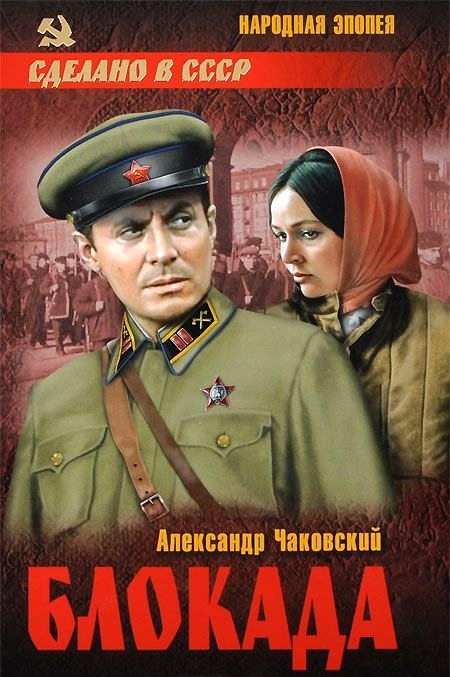 НАРОДНАЯ ЭПОПЕЯ
СДЕЛАНО В СССР
Александр Чаковский
БЛОКАДА